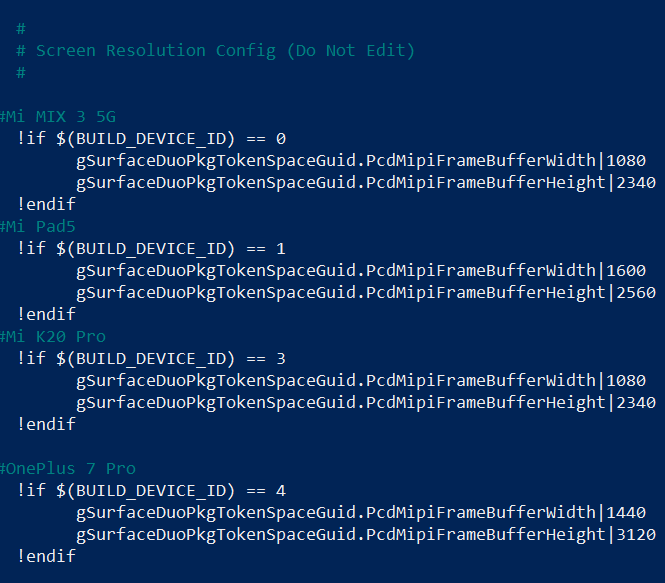 #
# Screen Resolution Config (Do Not Edit)
#
#Mi MIX 3 5G
!if $(BUILD_DEVICE_ID) == 0
gSurfaceDuoPkgTokenSpaceGuid.PcdMipiFrameBufferWidth|1080
gSurfaceDuoPkgTokenSpaceGuid.PcdMipiFrameBufferHeight|2340
!endif
#Mi Pad5
!if $(BUILD_DEVICE_ID) == 1
gSurfaceDuoPkgTokenSpaceGuid.PcdMipiFrameBufferWidth|1600
gSurfaceDuoPkgTokenSpaceGuid.PcdMipiFrameBufferHeight|2560
!endif
#Mi K20 Pro
!if $(BUILD_DEVICE_ID) == 3
gSurfaceDuoPkgTokenSpaceGuid.PcdMipiFrameBufferWidth|1080
gSurfaceDuoPkgTokenSpaceGuid.PcdMipiFrameBufferHeight|2340
!endif
#OnePlus 7 Pro
!if $(BUILD_DEVICE_ID) == 4
gSurfaceDuoPkgTokenSpaceGuid.PcdMipiFrameBufferWidth|1440
gSurfaceDuoPkgTokenSpaceGuid.PcdMipiFrameBufferHeight|3120
!endif